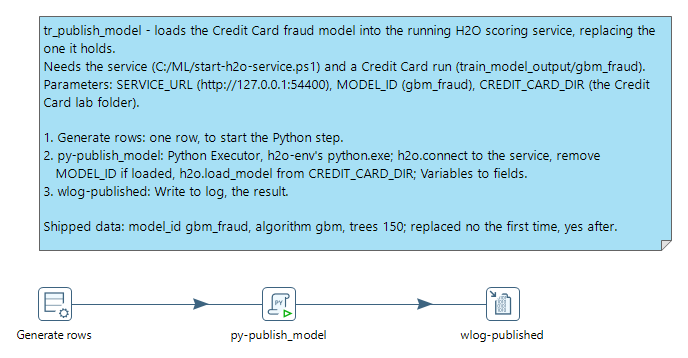 tr_publish_model - loads the Credit Card fraud model into the running H2O scoring service, replacing the
one it holds.
Needs the service (C:/ML/start-h2o-service.ps1) and a Credit Card run (train_model_output/gbm_fraud).
Parameters: SERVICE_URL (http://127.0.0.1:54400), MODEL_ID (gbm_fraud), CREDIT_CARD_DIR (the Credit
Card lab folder).

1. Generate rows: one row, to start the Python step.
2. py-publish_model: Python Executor, h2o-env's python.exe; h2o.connect to the service, remove
MODEL_ID if loaded, h2o.load_model from CREDIT_CARD_DIR; Variables to fields.
3. wlog-published: Write to log, the result.

Shipped data: model_id gbm_fraud, algorithm gbm, trees 150; replaced no the first time, yes after.
PY
Generate rows
py-publish_model
wlog-published